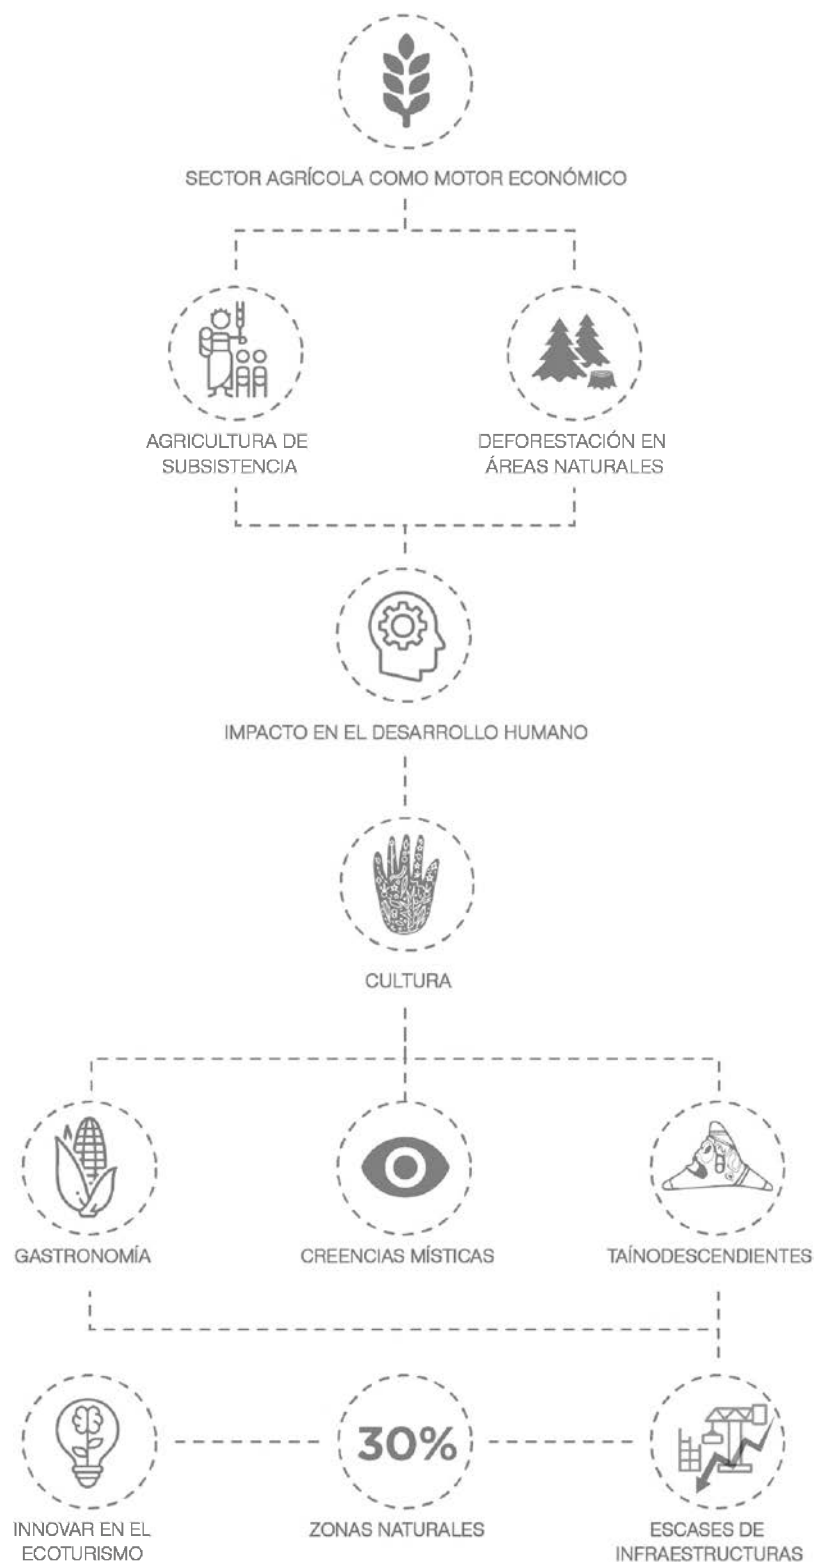 SECTOR AGRÍCOLA COMO MOTOR ECONÓMICO
AGRICULTURA DE
SUBSISTENCIA
DEFORESTACIÓN EN
ÁREAS NATURALES
IMPACTO EN EL DESARROLLO HUMANO
CULTURA
GASTRONOMÍA
CREENCIAS MÍSTICAS
TAÍNODESCENDIENTES
30%
INNOVAR EN EL
ECOTURISMO
ZONAS NATURALES
ESCASES DE
INFRAESTRUCTURAS